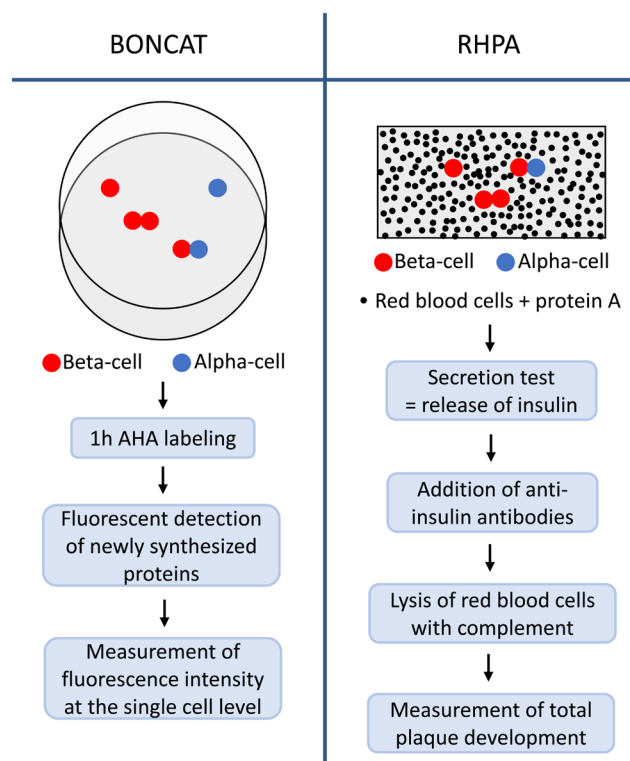 BONCAT
Beta-cell Alpha-cell
1h AHA labeling
Fluorescent detection
of newly synthesized
proteins
Measurement of
fluorescence intensity
at the single cell level
RHPA
Beta-cell Alpha-cell
• Red blood cells + protein A
Secretion test
= release of insulin
Addition of anti-
insulin antibodies
Lysis of red blood cells
with complement
Measurement of total
plaque development